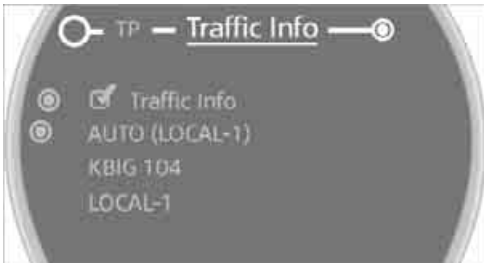 TP Traffic Info
Traffic Info
AUTO (LOCAL-1)
KBIG 104
LOCAL-1